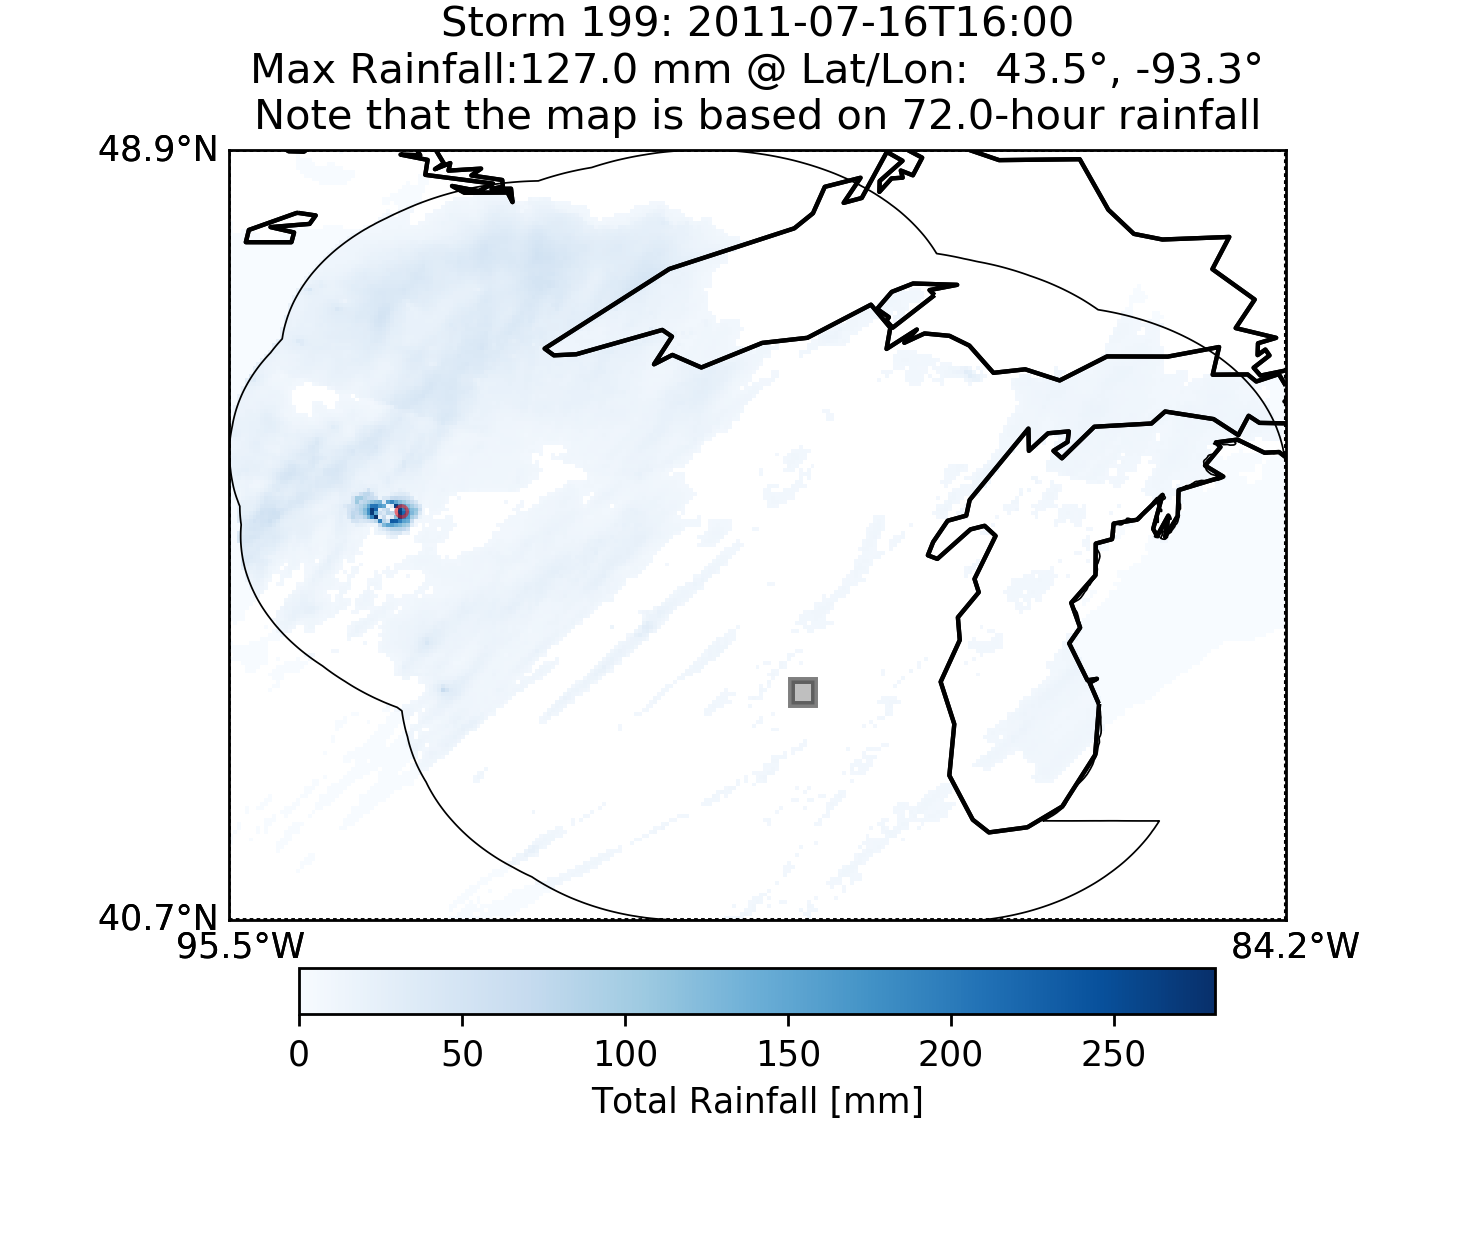 Storm 199: 2011-07-16T16:00
Max Rainfall:127.0 mm @ Lat/Lon:  43.5°, -93.3°
Note that the map is based on 72.0-hour rainfall
48.9°N
40.7°N
95.5°W 84.2°W
0 50 100 150 200 250
Total Rainfall [mm]